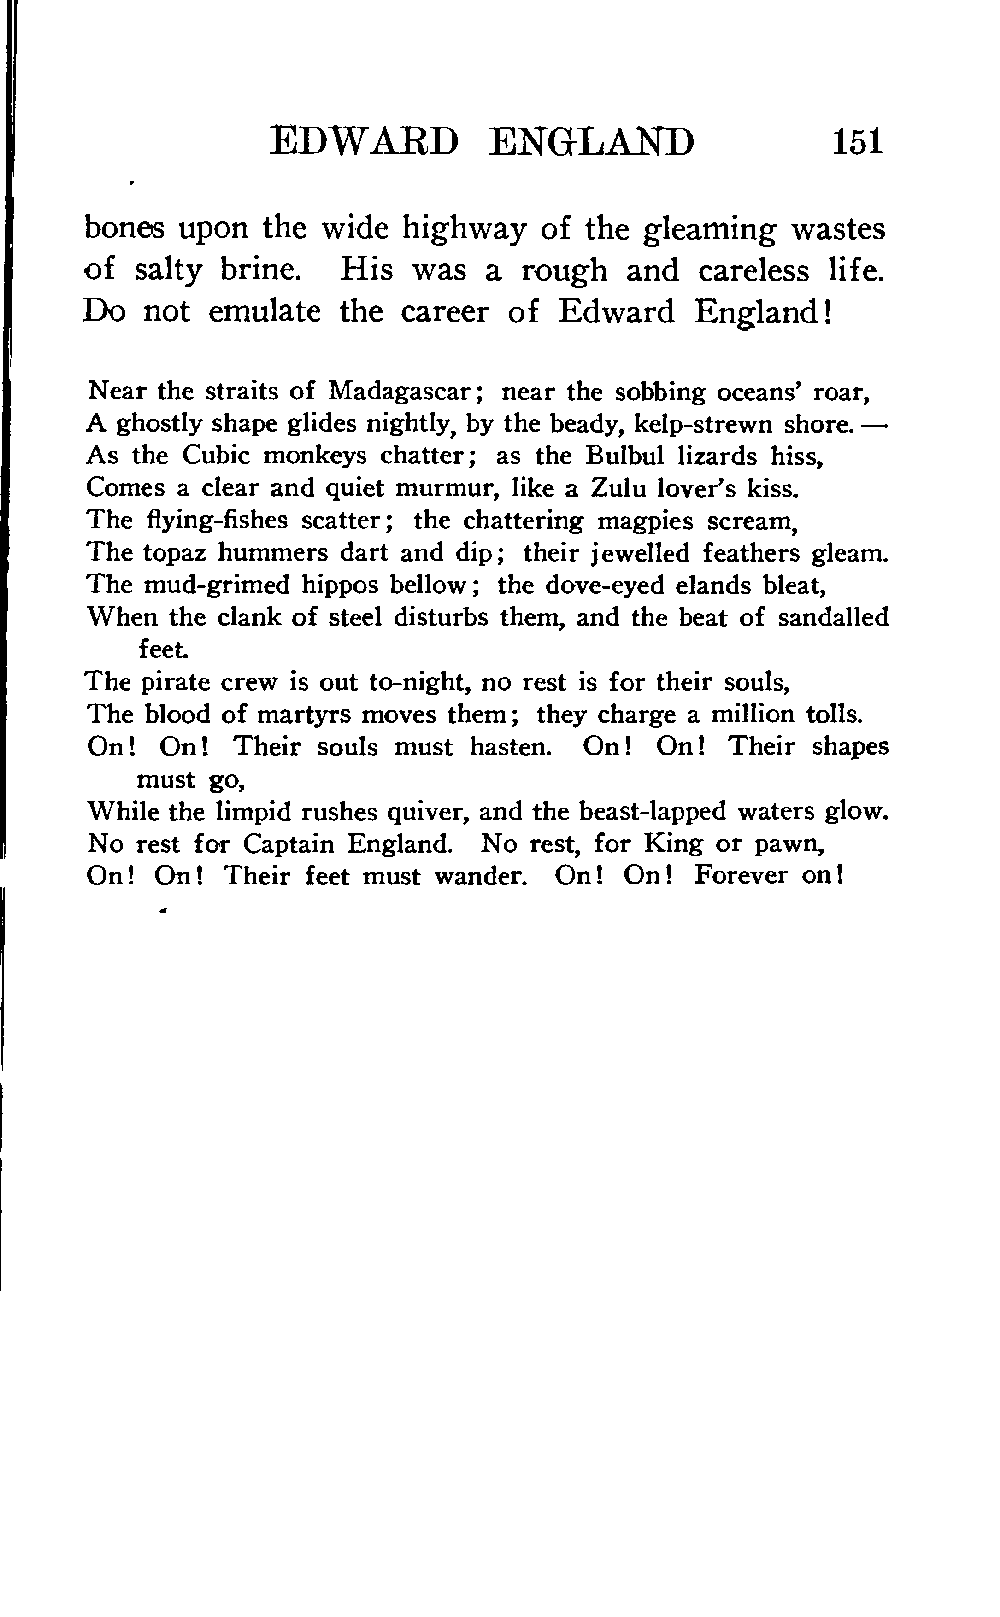 EDWARD ENGLAND 151
bones upon the wide highway of the gleaming wastes
of salty brine. His was a rough and careless life.
Do not emulate the career of Edward England!
Near the straits of Madagascar; near the sobbing oceans' roar,
A ghostly shape glides nightly, by the beady, kelp-strewn shore. —
As the Cubic monkeys chatter; as the Bulbul lizards hiss,
Comes a clear and quiet murmur, like a Zulu lover's kiss.
The flying-fishes scatter; the chattering magpies scream,
The topaz hummers dart and dip; their jewelled feathers gleam.
The mud-grimed hippos bellow; the dove-eyed elands bleat,
When the clank of steel disturbs them, and the beat of sandalled
feet.
The pirate crew is out to-night, no rest is for their souls,
The blood of martyrs moves them; they charge a million tolls.
On! On! Their souls must hasten. On! On! Their shapes
must go,
While the limpid rushes quiver, and the beast-lapped waters glow.
No rest for Captain England. No rest, for King or pawn,
On! On! Their feet must wander. On! On! Forever on!